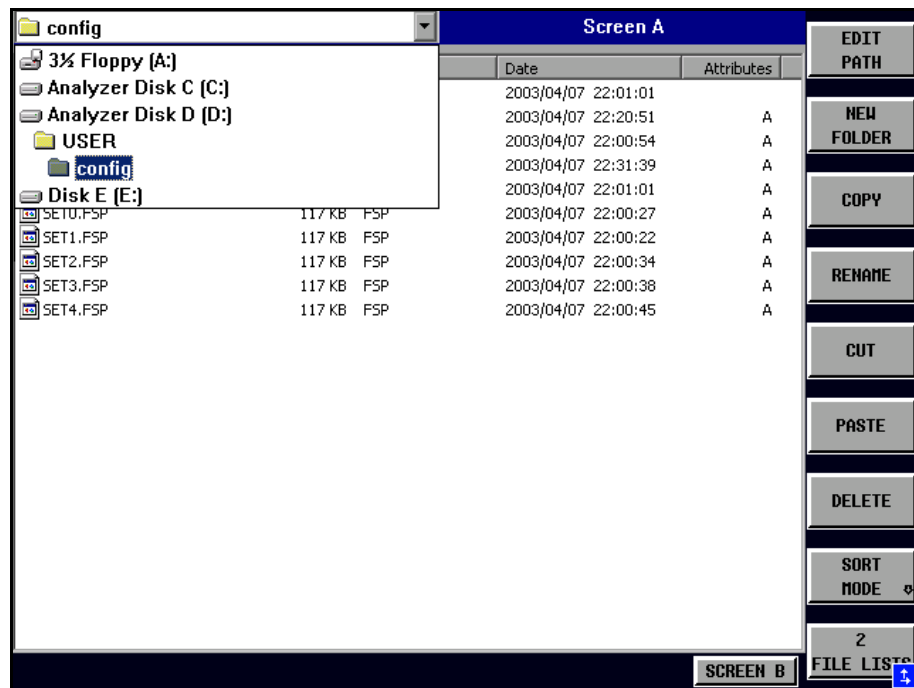 config
Screen A
3½ Floppy (A:)
Analyzer Disk C (C:)
Analyzer Disk D (D:)
USER
config
Disk E (E:)
Date Attributes
2003/04/07 22:01:01
2003/04/07 22:20:51 A
2003/04/07 22:00:54 A
2003/04/07 22:31:39 A
2003/04/07 22:01:01 A
SET0.FSP 117 KB FSP 2003/04/07 22:00:27 A
SET1.FSP 117 KB FSP 2003/04/07 22:00:22 A
SET2.FSP 117 KB FSP 2003/04/07 22:00:34 A
SET3.FSP 117 KB FSP 2003/04/07 22:00:38 A
SET4.FSP 117 KB FSP 2003/04/07 22:00:45 A
SCREEN B
EDIT
PATH
NEW
FOLDER
COPY
RENAME
CUT
PASTE
DELETE
SORT
MODE
2
FILE LISTS